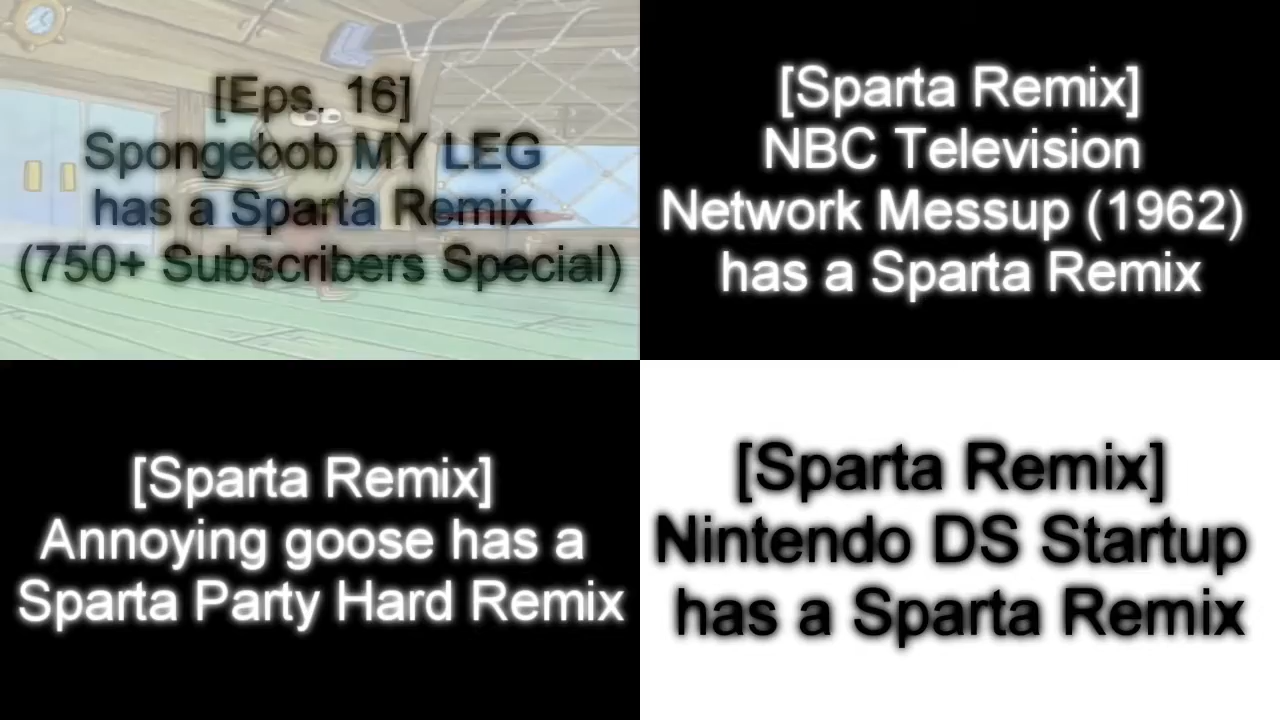 [Eps. 16]
Spongebob MY LEG
has a Sparta Remix
(750+ Subscribers Special)
[Sparta Remix]
NBC Television
Network Messup (1962)
has a Sparta Remix
[Sparta Remix]
Annoying goose has a
Sparta Party Hard Remix
[Sparta Remix]
Nintendo DS Startup
has a Sparta Remix